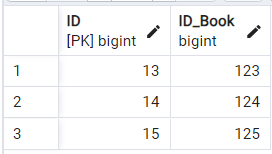 ID ID_Book
[PK] bigint bigint
1 13 123
2 14 124
3 15 125